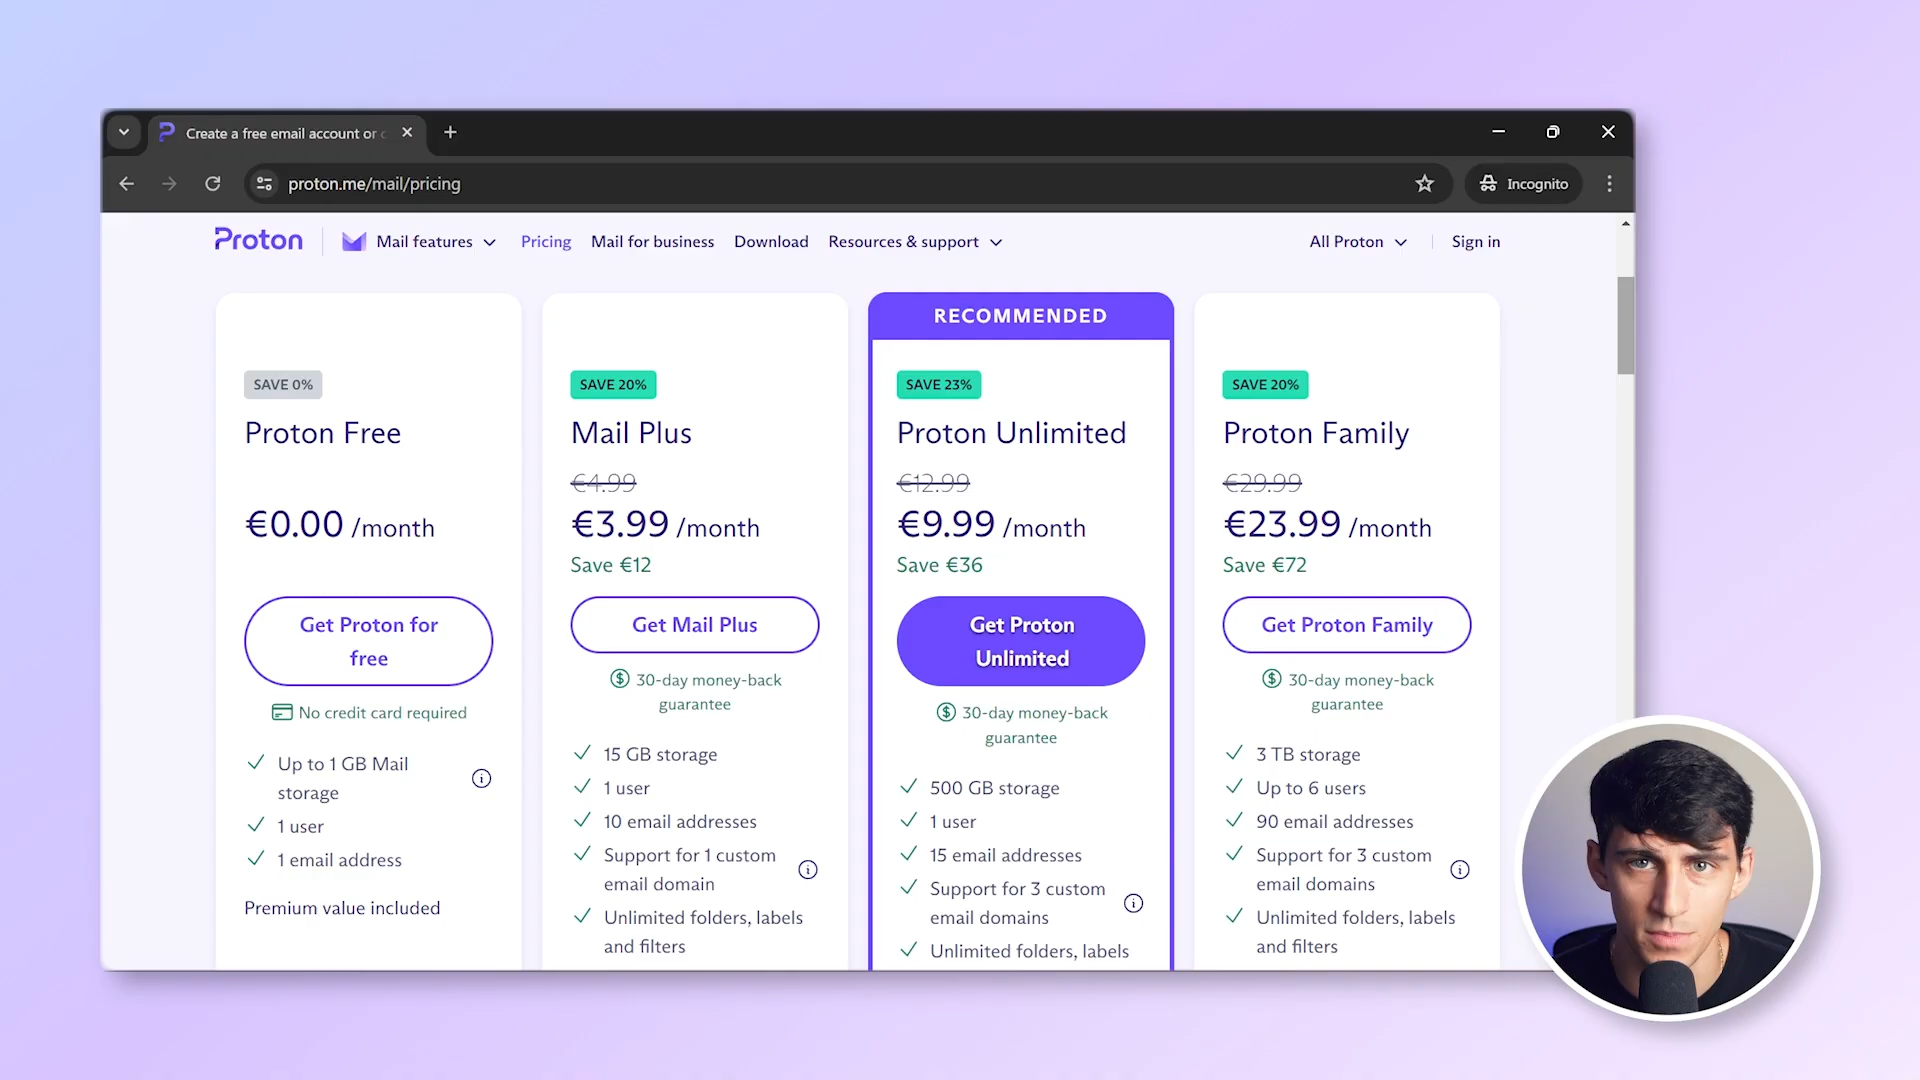 Create a free email account or c
proton.me/mail/pricing
Incognito
Proton
Mail features
Pricing
Mail for business
Download
Resources & support
All Proton
Sign in
SAVE 0%
Proton Free
€0.00 /month
Get Proton for
free
No credit card required
Up to 1 GB Mail
storage
1 user
1 email address
Premium value included
SAVE 20%
Mail Plus
€4.99
€3.99 /month
Save €12
Get Mail Plus
30-day money-back
guarantee
15 GB storage
1 user
10 email addresses
Support for 1 custom
email domain
Unlimited folders, labels
and filters
RECOMMENDED
SAVE 23%
Proton Unlimited
€12.99
€9.99 /month
Save €36
Get Proton
Unlimited
30-day money-back
guarantee
500 GB storage
1 user
15 email addresses
Support for 3 custom
email domains
Unlimited folders, labels
SAVE 20%
Proton Family
€29.99
€23.99 /month
Save €72
Get Proton Family
30-day money-back
guarantee
3 TB storage
Up to 6 users
90 email addresses
Support for 3 custom
email domains
Unlimited folders, labels
and filters